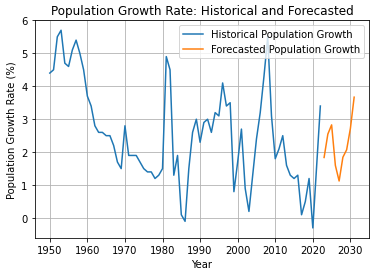 Population Growth Rate: Historical and Forecasted
Historical Population Growth
Forecasted Population Growth
Population Growth Rate (%)
6
5
4
3
2
1
0
1950 1960 1970 1980 1990 2000 2010 2020 2030
Year